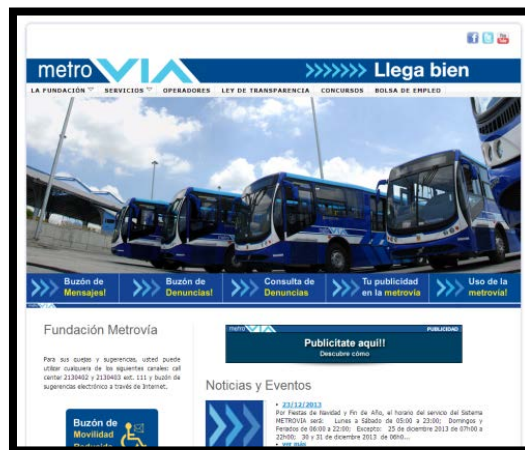 metro VIA >>>>>>> Llega bien
LA FUNDACIÓN SERVICIOS OPERADORES LEY DE TRANSPARENCIA CONCURSOS BOLSA DE EMPLEO
Buzón de
Mensajes!
Buzón de
Denuncias!
Consulta de
Denuncias
Tu publicidad
en la metrovía
Uso de la
metrovía!
Fundación Metrovía
Para sus quejas y sugerencias, usted puede
utilizar cualquiera de los siguientes canales: call
center 2130402 y 2130403 ext. 111 y buzón de
sugerencias electrónico a través de Internet.
Buzón de
Movilidad
metro VIA PUBLICIDAD
Publicitate aqui!!
Descubre cómo
Noticias y Eventos
23/12/2013
Por Fiestas de Navidad y Fin de Año, el horario del servicio del Sistema
METROVIA será: Lunes a Sábado de 05:00 a 23:00; Domingos y
Feriados de 06:00 a 22:00; Excepto: 25 de diciembre 2013 de 07h00 a
22h00; 30 y 31 de diciembre 2013 de 06h0...
ver más